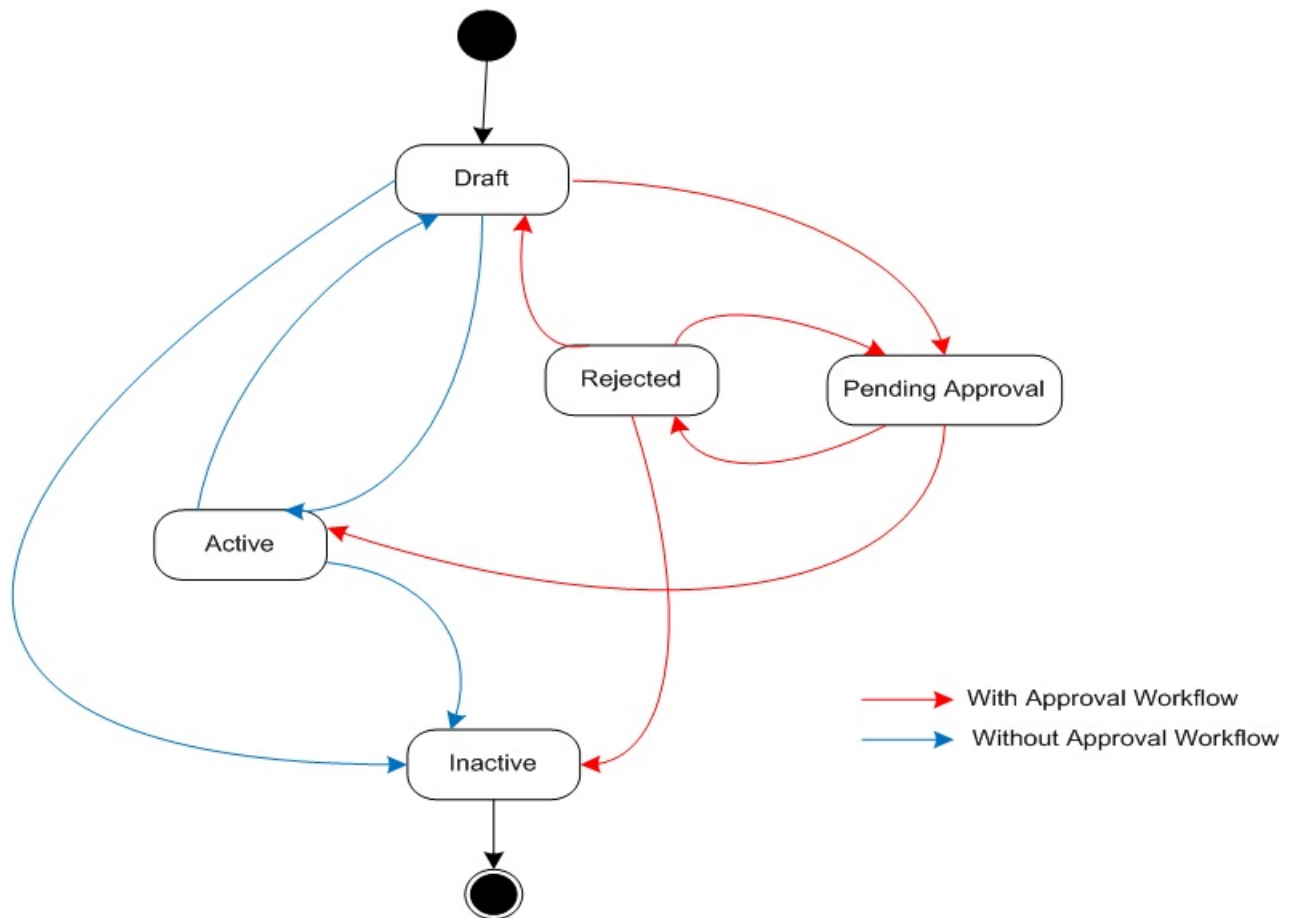 Draft
Rejected
Pending Approval
Active
With Approval Workflow
Without Approval Workflow
Inactive